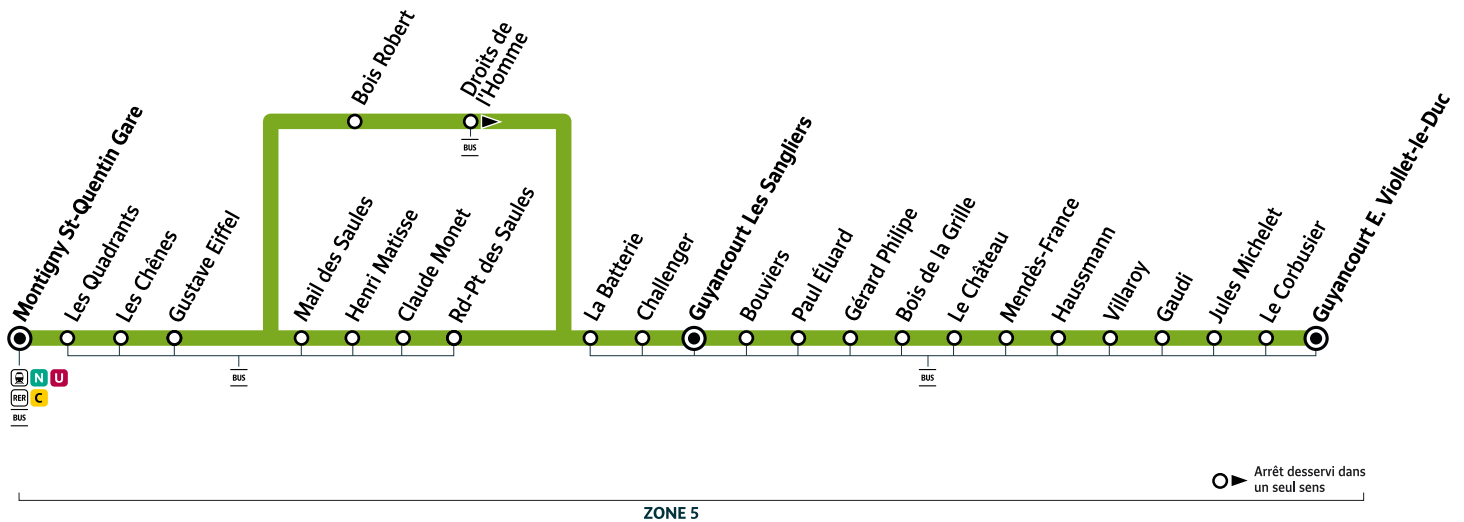 Bois Robert
Droits de
l'Homme
BUS
Montigny St-Quentin Gare
Les Quadrants
Les Chênes
Gustave Eiffel
Mail des Saules
Henri Matisse
Claude Monet
Rd-Pt des Saules
La Batterie
Challenger
Guyancourt Les Sangliers
Bouviers
Paul Éluard
Gérard Philipe
Bois de la Grille
Le Château
Mendès-France
Haussmann
Villaroy
Gaudi
Jules Michelet
Le Corbusier
Guyancourt E. Viollet-le-Duc
N U
RER C
BUS
BUS
BUS
Arrêt desservi dans
un seul sens
ZONE 5